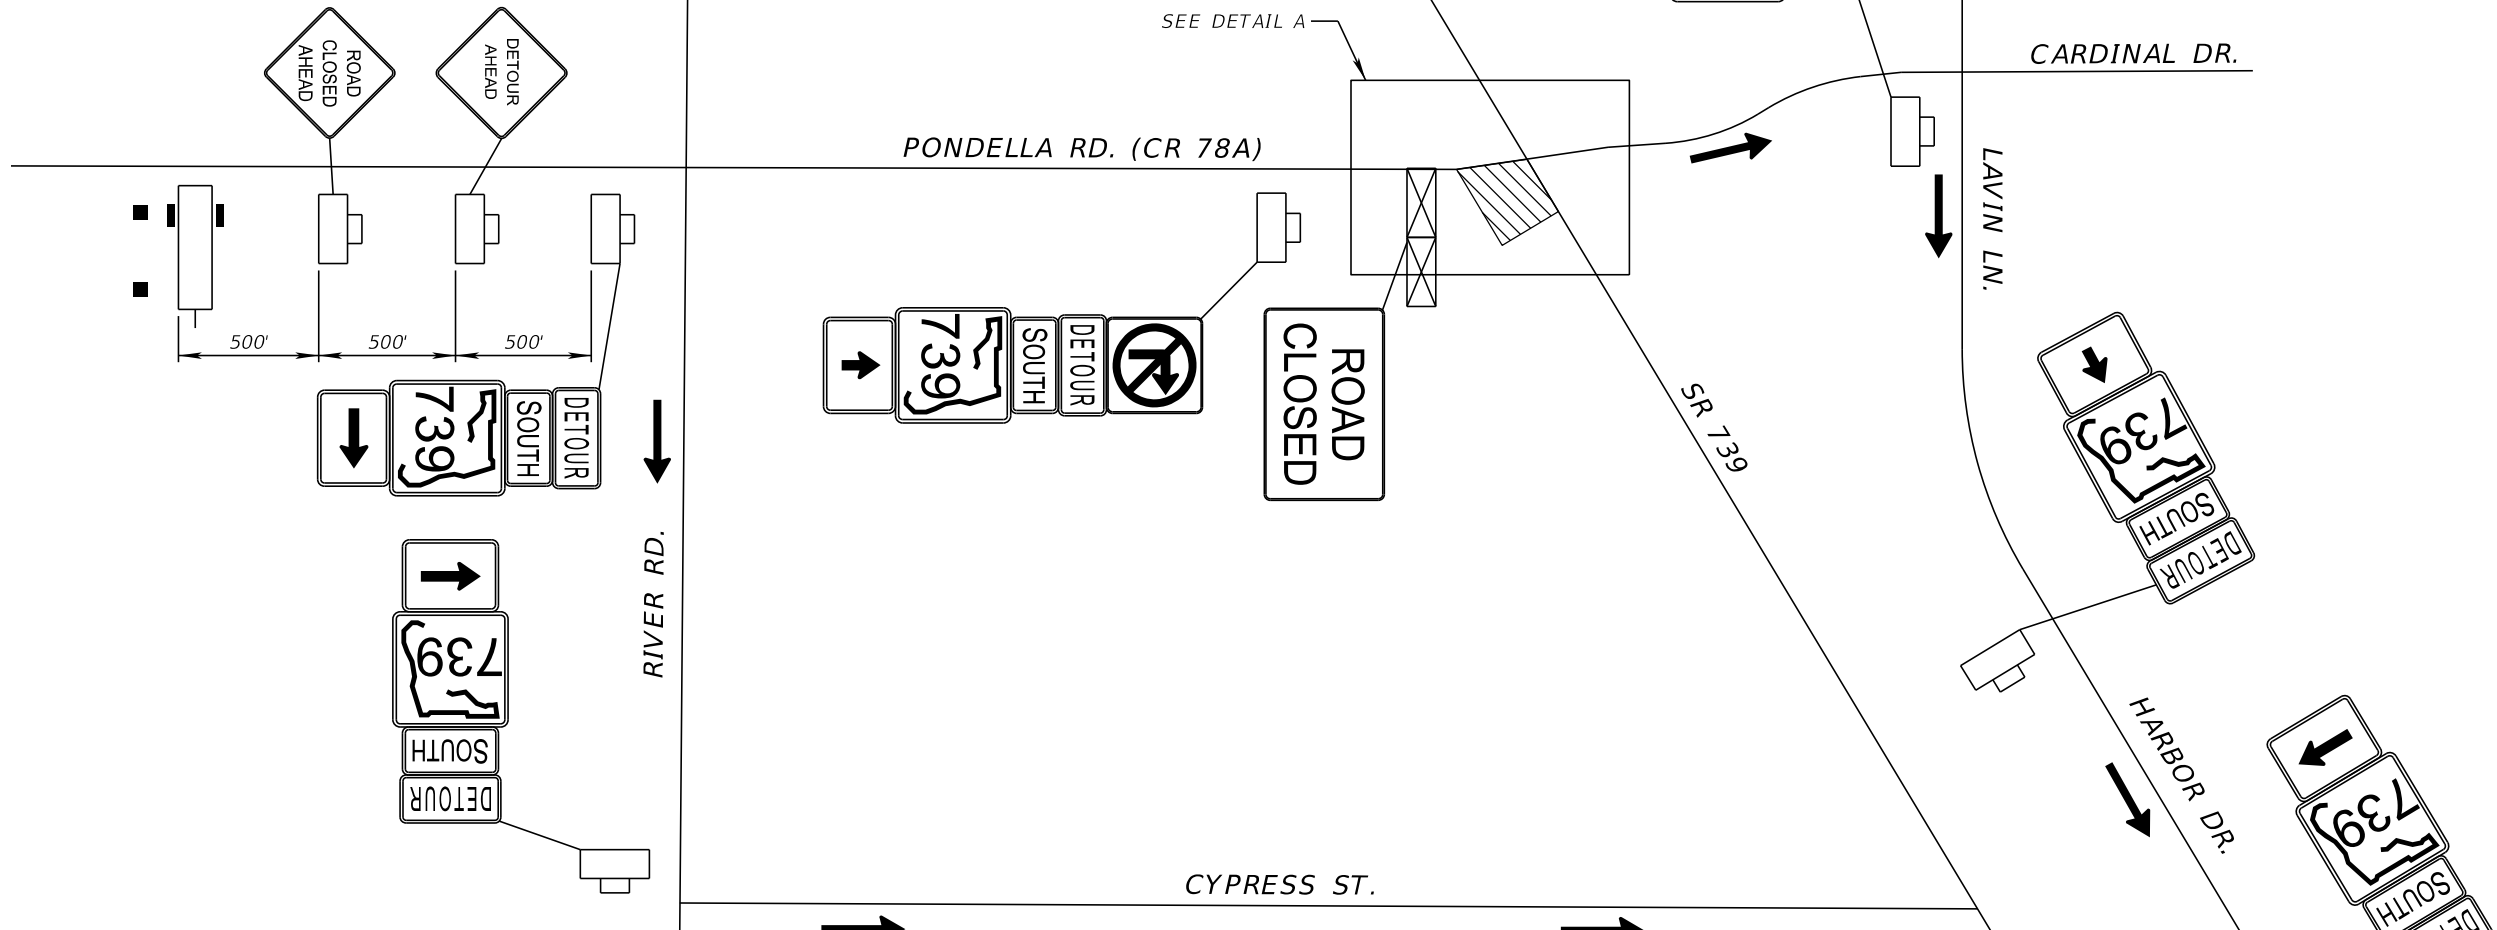 ROAD
CLOSED
AHEAD
DETOUR
AHEAD
SEE DETAIL A
CARDINAL DR.
PONDELLA RD. (CR 78A)
LAVIN LN.
500'
500'
500'
DETOUR
SOUTH
739
DETOUR
SOUTH
739
ROAD
CLOSED
SR 739
739
SOUTH
DETOUR
RIVER RD.
739
SOUTH
DETOUR
HARBOR DR.
739
SOUTH
DETOUR
CYPRESS ST.